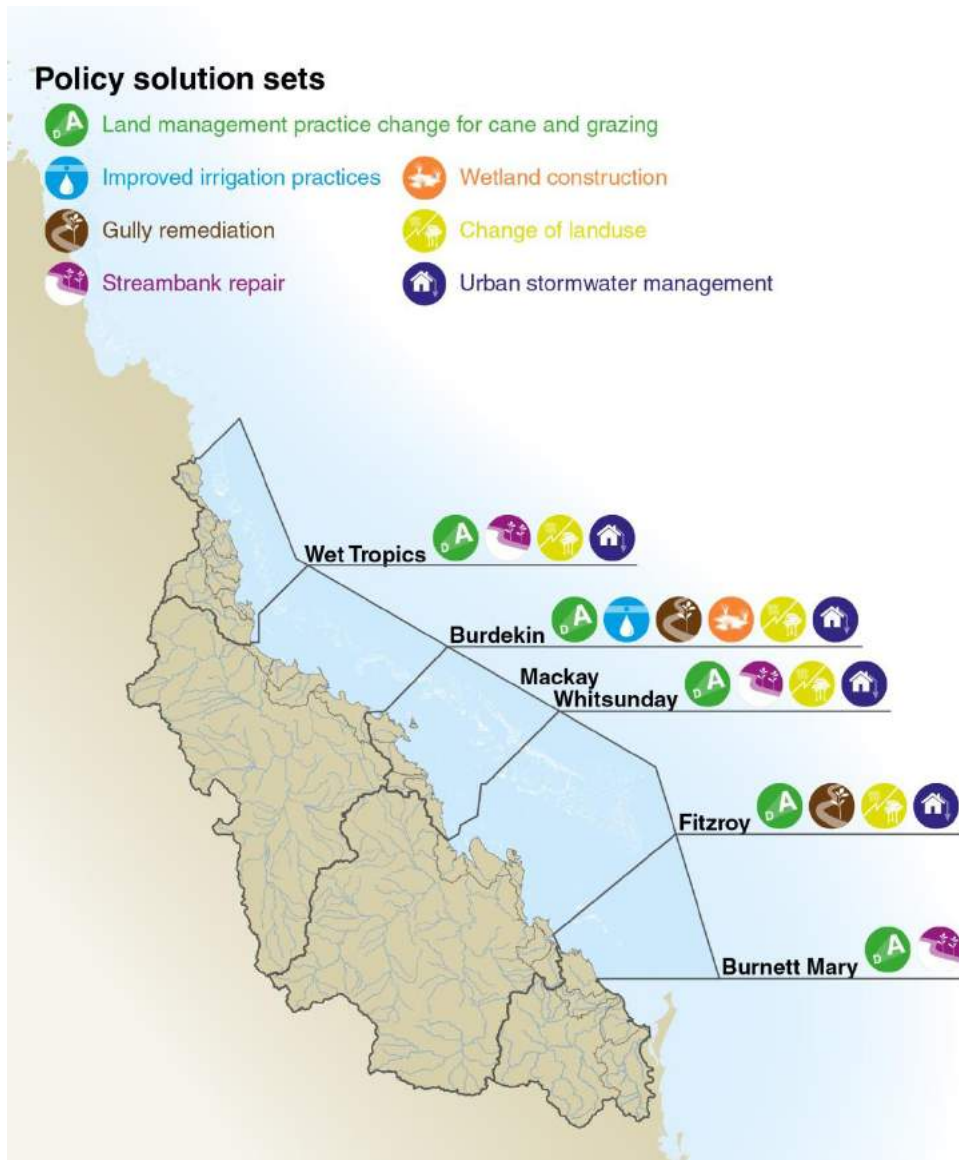 Policy solution sets
D A Land management practice change for cane and grazing
Improved irrigation practices
Wetland construction
Gully remediation
Change of landuse
Streambank repair
Urban stormwater management
Wet Tropics D A
Burdekin D A
Mackay
Whitsunday D A
Fitzroy D A
Burnett Mary D A